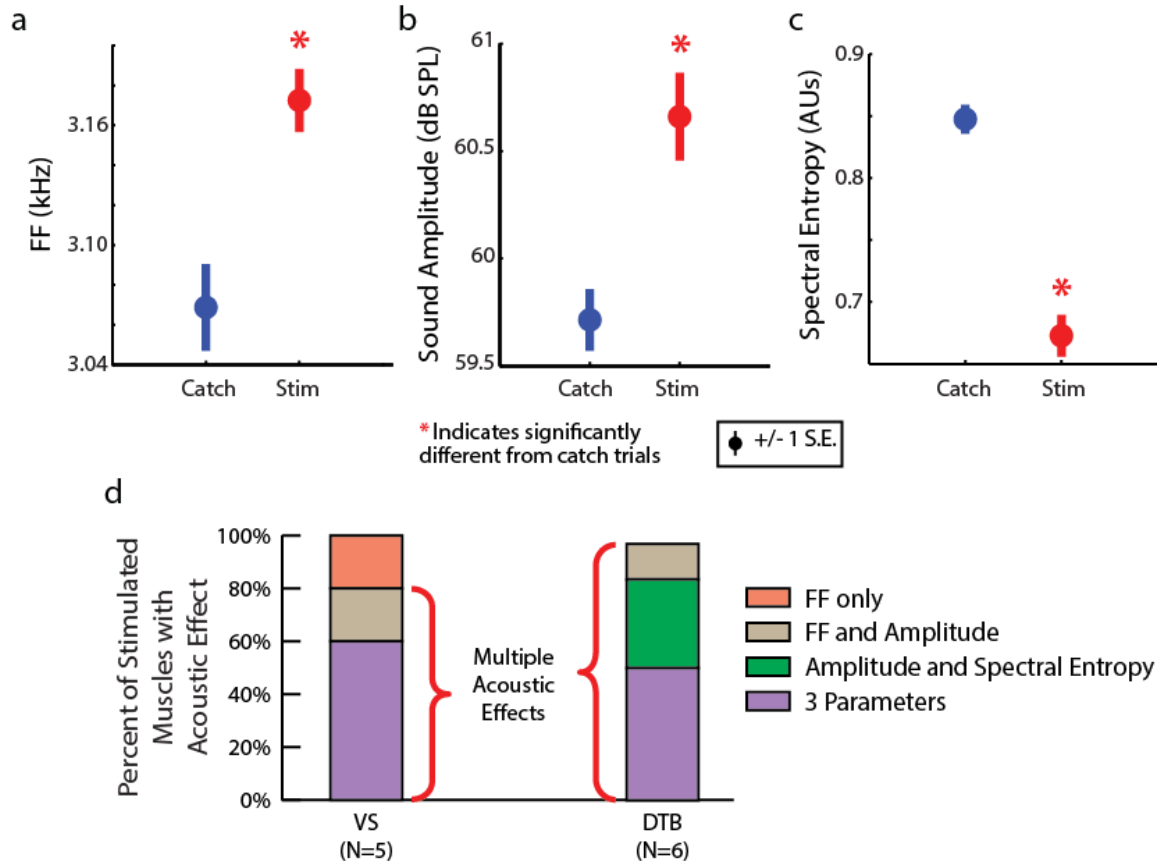 a
FF (kHz)
3.16
3.10
3.04
*
Catch
Stim
b
Sound Amplitude (dB SPL)
61
60.5
60
59.5
*
Catch
Stim
c
Spectral Entropy (AUs)
0.9
0.8
0.7
*
Catch
Stim
* Indicates significantly
different from catch trials
+/- 1 S.E.
d
Percent of Stimulated
Muscles with
Acoustic Effect
100%
80%
60%
40%
20%
0%
Multiple
Acoustic
Effects
VS
(N=5)
DTB
(N=6)
FF only
FF and Amplitude
Amplitude and Spectral Entropy
3 Parameters